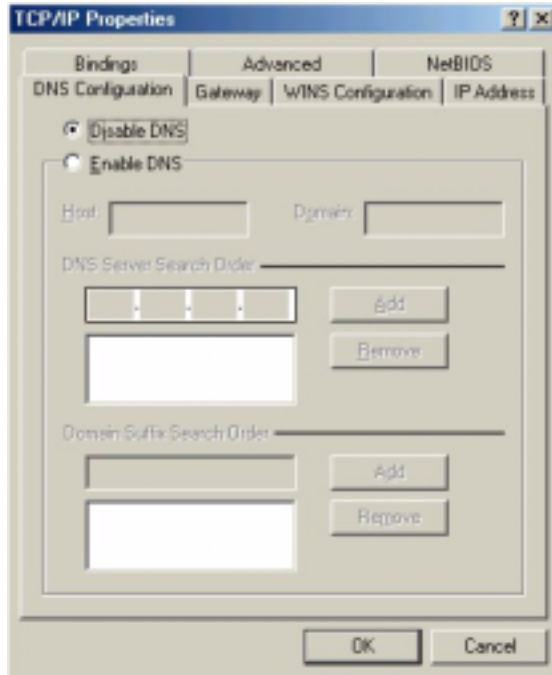 TCP/IP Properties
Bindings Advanced NetBIOS
DNS Configuration Gateway WINS Configuration IP Address
Disable DNS
Enable DNS
Host: Domain:
DNS Server Search Order
Add
Remove
Domain Suffix Search Order
Add
Remove
OK Cancel